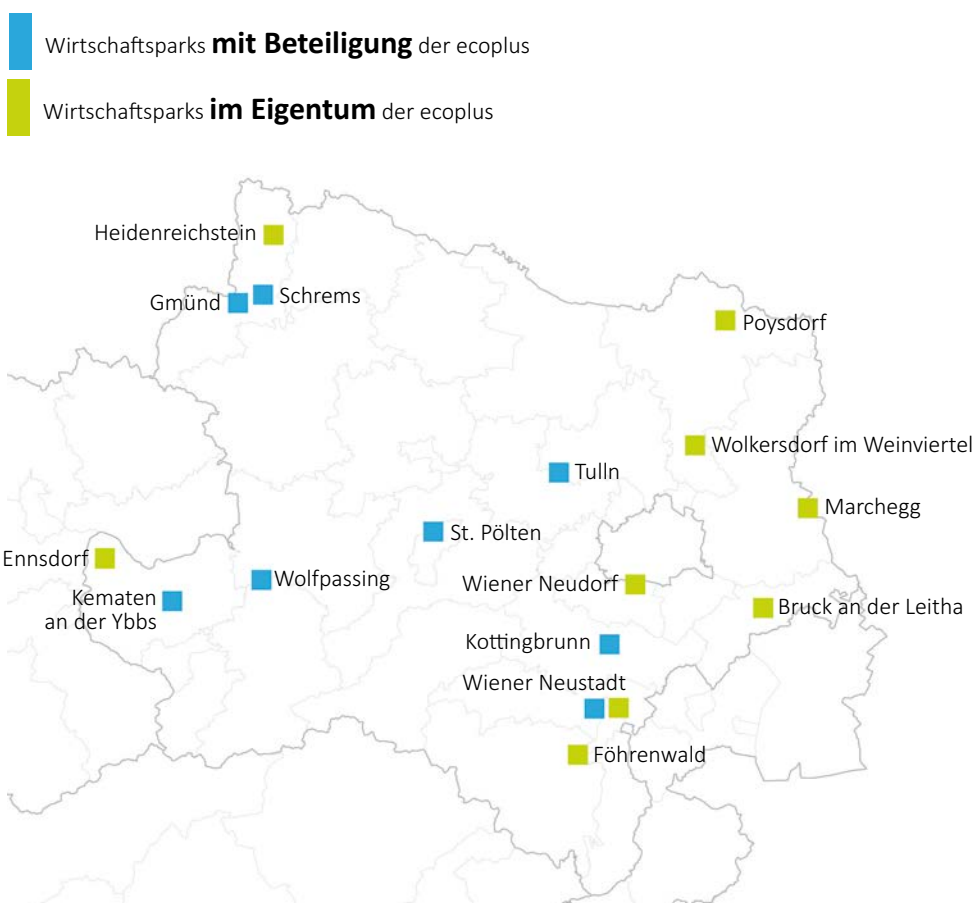 Wirtschaftsparks mit Beteiligung der ecoplus
Wirtschaftsparks im Eigentum der ecoplus
Heidenreichstein
Gmünd
Schrems
Poysdorf
Wolkersdorf im Weinviertel
Tulln
Marchegg
St. Pölten
Ennsdorf
Wolfpassing
Wiener Neudorf
Kematen
an der Ybbs
Bruck an der Leitha
Kottingbrunn
Wiener Neustadt
Föhrenwald